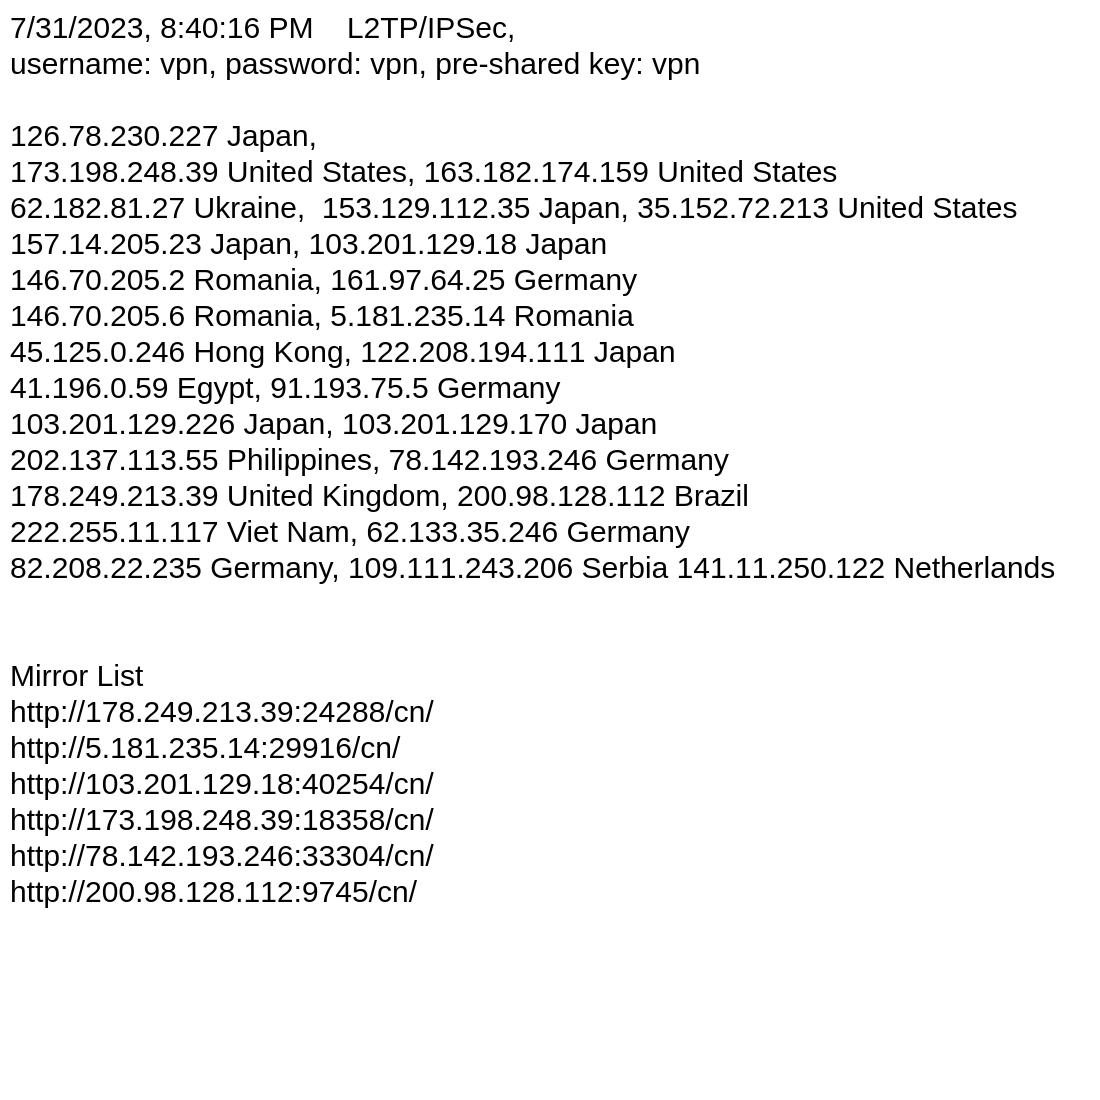 7/31/2023, 8:40:16 PM    L2TP/IPSec,
username: vpn, password: vpn, pre-shared key: vpn
126.78.230.227 Japan,
173.198.248.39 United States, 163.182.174.159 United States
62.182.81.27 Ukraine,  153.129.112.35 Japan, 35.152.72.213 United States
157.14.205.23 Japan, 103.201.129.18 Japan
146.70.205.2 Romania, 161.97.64.25 Germany
146.70.205.6 Romania, 5.181.235.14 Romania
45.125.0.246 Hong Kong, 122.208.194.111 Japan
41.196.0.59 Egypt, 91.193.75.5 Germany
103.201.129.226 Japan, 103.201.129.170 Japan
202.137.113.55 Philippines, 78.142.193.246 Germany
178.249.213.39 United Kingdom, 200.98.128.112 Brazil
222.255.11.117 Viet Nam, 62.133.35.246 Germany
82.208.22.235 Germany, 109.111.243.206 Serbia 141.11.250.122 Netherlands
Mirror List
http://178.249.213.39:24288/cn/
http://5.181.235.14:29916/cn/
http://103.201.129.18:40254/cn/
http://173.198.248.39:18358/cn/
http://78.142.193.246:33304/cn/
http://200.98.128.112:9745/cn/